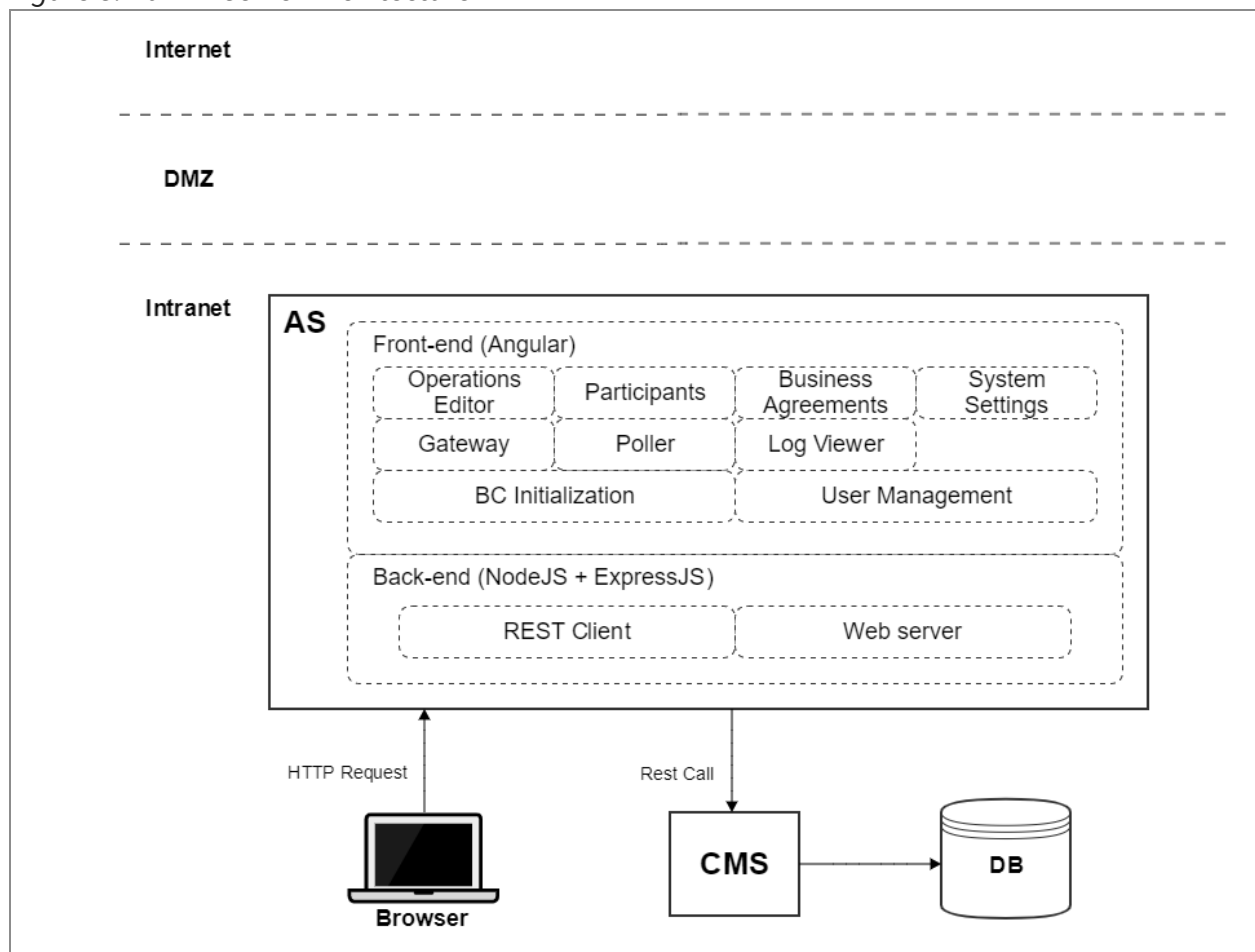 Internet
DMZ
Intranet
AS
Front-end (Angular)
Operations
Editor
Participants
Business
Agreements
System
Settings
Gateway
Poller
Log Viewer
BC Initialization
User Management
Back-end (NodeJS + ExpressJS)
REST Client
Web server
HTTP Request
Rest Call
CMS
DB
Browser